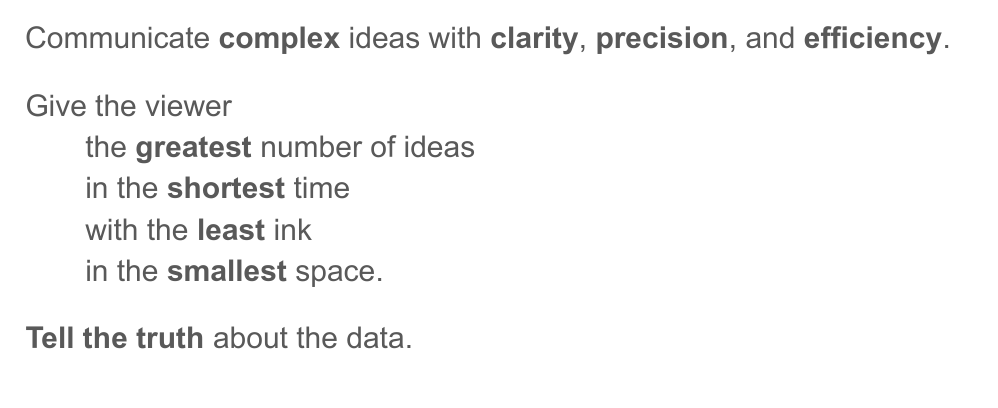 Communicate complex ideas with clarity, precision, and efficiency.
Give the viewer
the greatest number of ideas
in the shortest time
with the least ink
in the smallest space.
Tell the truth about the data.